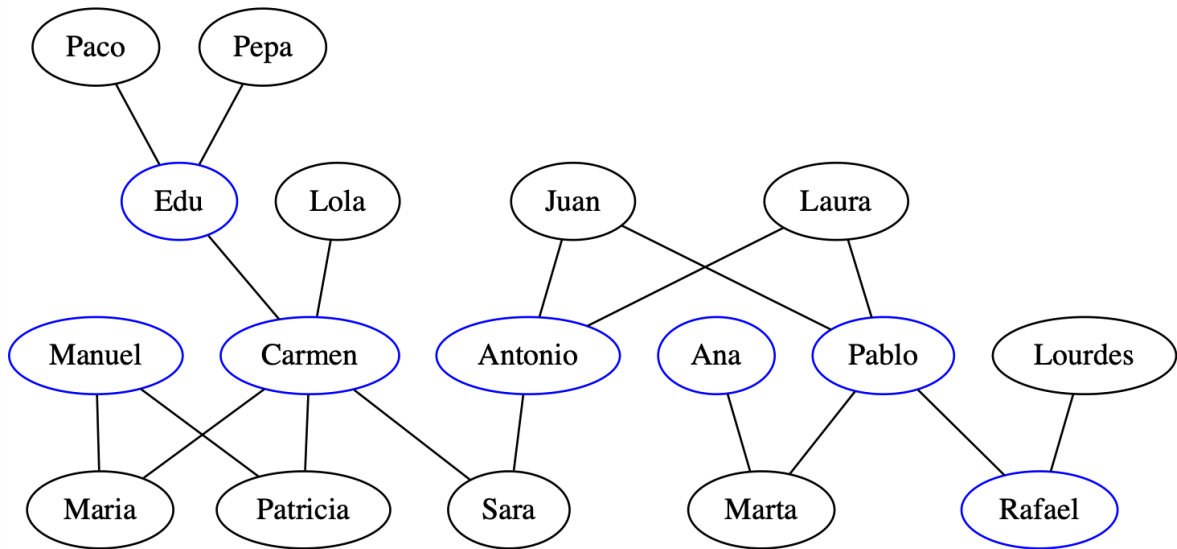 Paco Pepa
Edu Lola Juan Laura
Manuel Carmen Antonio Ana Pablo Lourdes
Maria Patricia Sara Marta Rafael